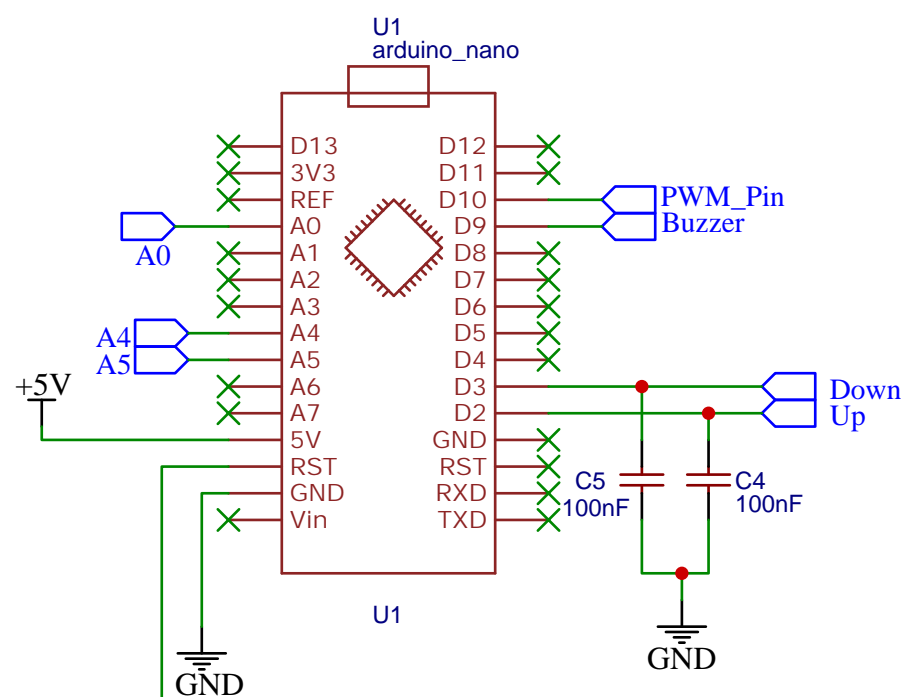 U1
arduino_nano
D13
3V3
REF
A0
A1
A2
A3
A4
A5
A6
A7
5V
RST
GND
Vin
D12
D11
D10
D9
D8
D7
D6
D5
D4
D3
D2
GND
RST
RXD
TXD
A0
A4
A5
+5V
GND
PWM_Pin
Buzzer
Down
Up
C5
100nF
C4
100nF
GND
U1